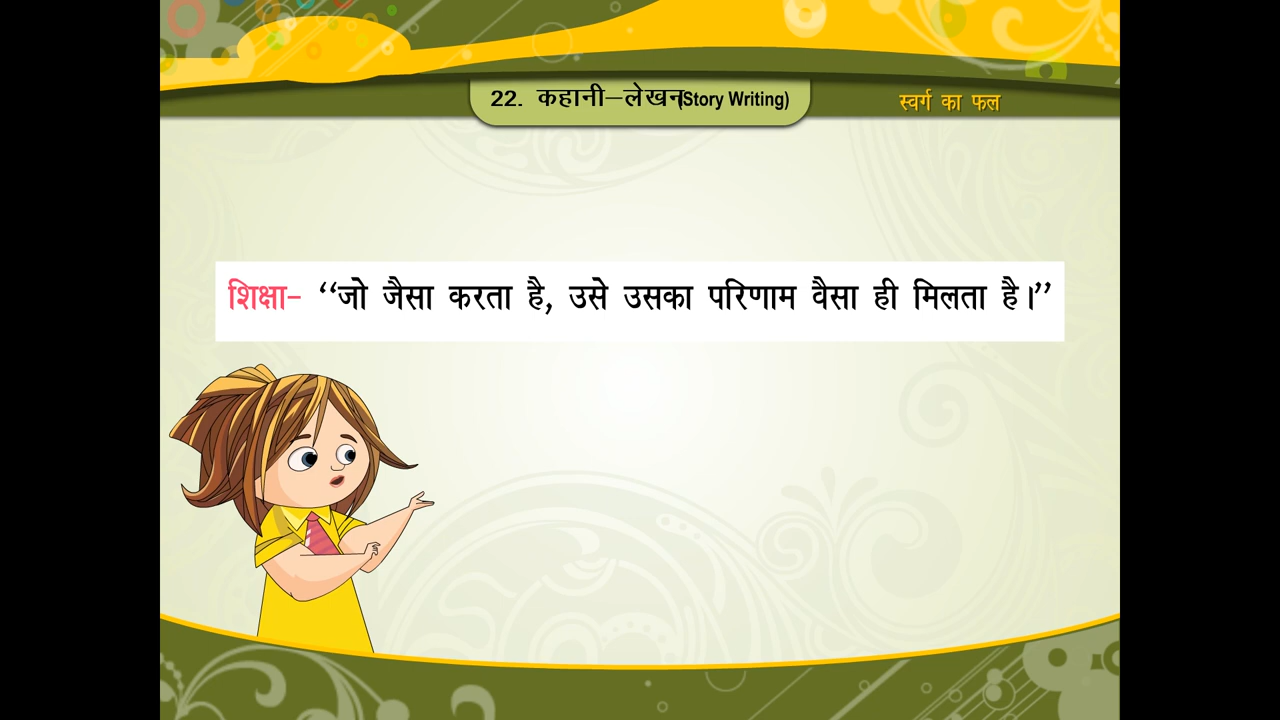 22. कहानी–लेखन(Story Writing)
स्वर्ग का फल
शिक्षा- ‘‘जो जैसा करता है, उसे उसका परिणाम वैसा ही मिलता है।’’